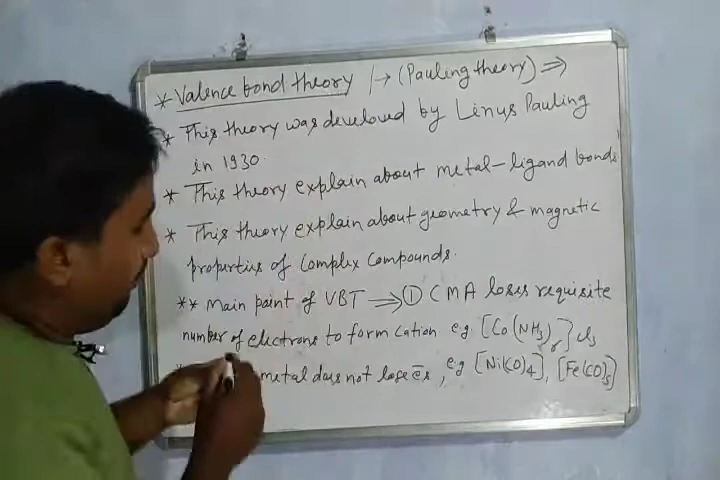 * Valence bond theory /→ (Pauling theory) ⇒
* This theory was develoved by Linus Pauling
in 1930.
* This theory explain about metal-ligand bonds
* This theory explain about geometry & magnetic
properties of Complex Compounds.
** Main point of VBT ⇒ ① CMA loses requisite
number of electrons to form cation eg: [Co(NH3)6]Cl3
metal does not lose e̅s, e.g [Ni(CO)4], [Fe(CO)5]